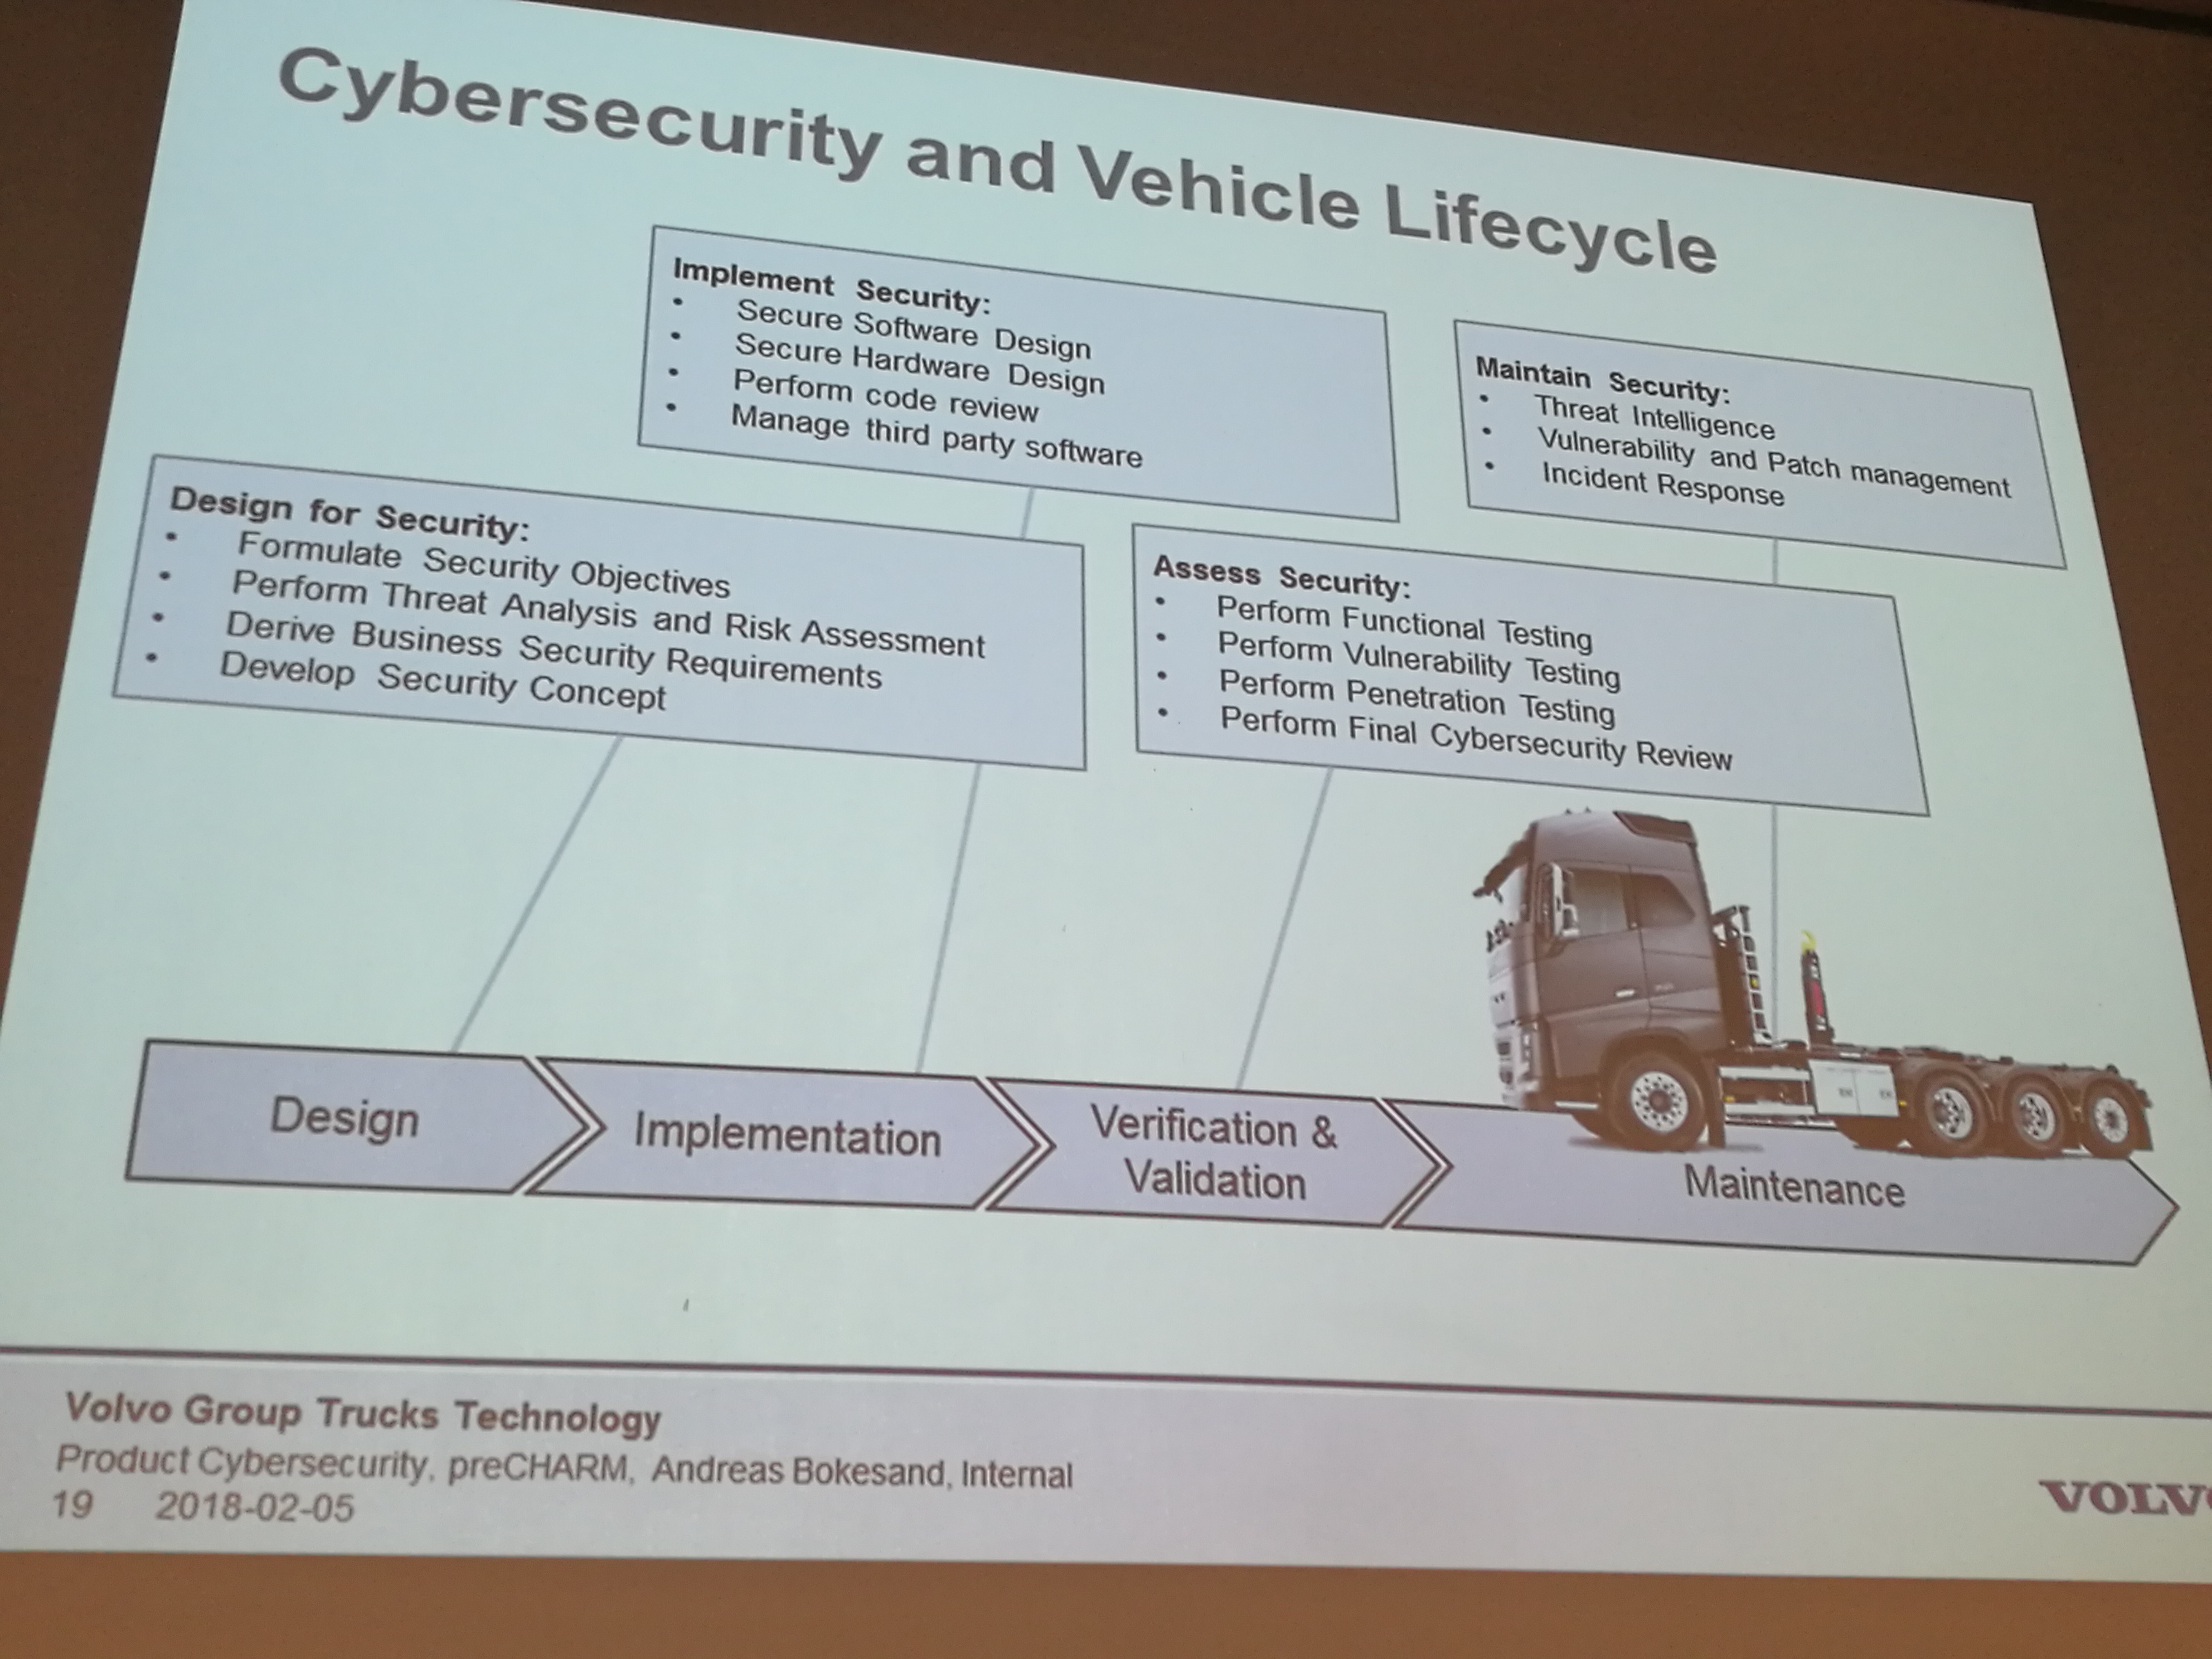 Cybersecurity and Vehicle Lifecycle
Implement Security:
• Secure Software Design
• Secure Hardware Design
• Perform code review
• Manage third party software
Maintain Security:
• Threat Intelligence
• Vulnerability and Patch management
• Incident Response
Design for Security:
• Formulate Security Objectives
• Perform Threat Analysis and Risk Assessment
• Derive Business Security Requirements
• Develop Security Concept
Assess Security:
• Perform Functional Testing
• Perform Vulnerability Testing
• Perform Penetration Testing
• Perform Final Cybersecurity Review
Design
Implementation
Verification &
Validation
Maintenance
Volvo Group Trucks Technology
Product Cybersecurity, preCHARM, Andreas Bokesand, Internal
19 2018-02-05
VOLV